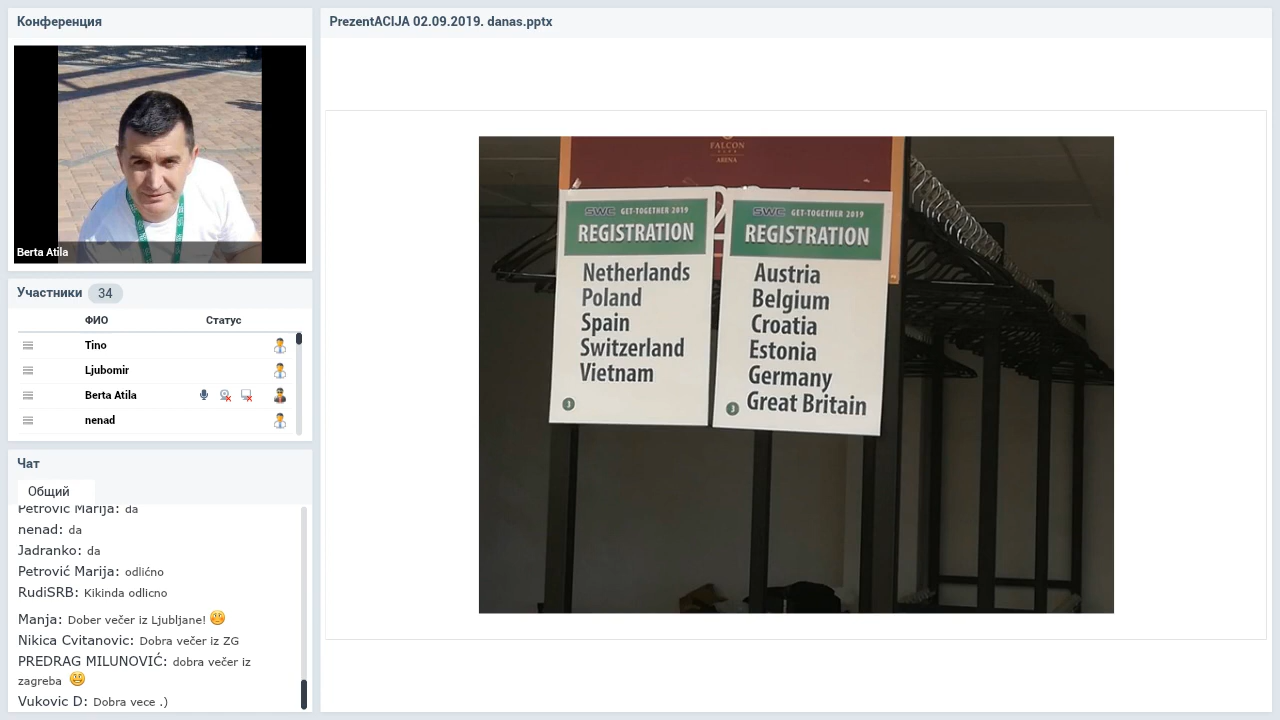 Конференция
Berta Atila
Участники 34
ФИО Статус
Tino
Ljubomir
Berta Atila
nenad
Чат
Общий
Petrović Marija: da
nenad: da
Jadranko: da
Petrović Marija: odlićno
RudiSRB: Kikinda odlicno
Manja: Dober večer iz Ljubljane!
Nikica Cvitanovic: Dobra večer iz ZG
PREDRAG MILUNOVIĆ: dobra večer iz
zagreba
Vukovic D: Dobra vece .)
PrezentACIJA 02.09.2019. danas.pptx
FALCON
CLUB
ARENA
SWC GET-TOGETHER 2019
REGISTRATION
Netherlands
Poland
Spain
Switzerland
Vietnam
3
SWC GET-TOGETHER 2019
REGISTRATION
Austria
Belgium
Croatia
Estonia
Germany
Great Britain
3